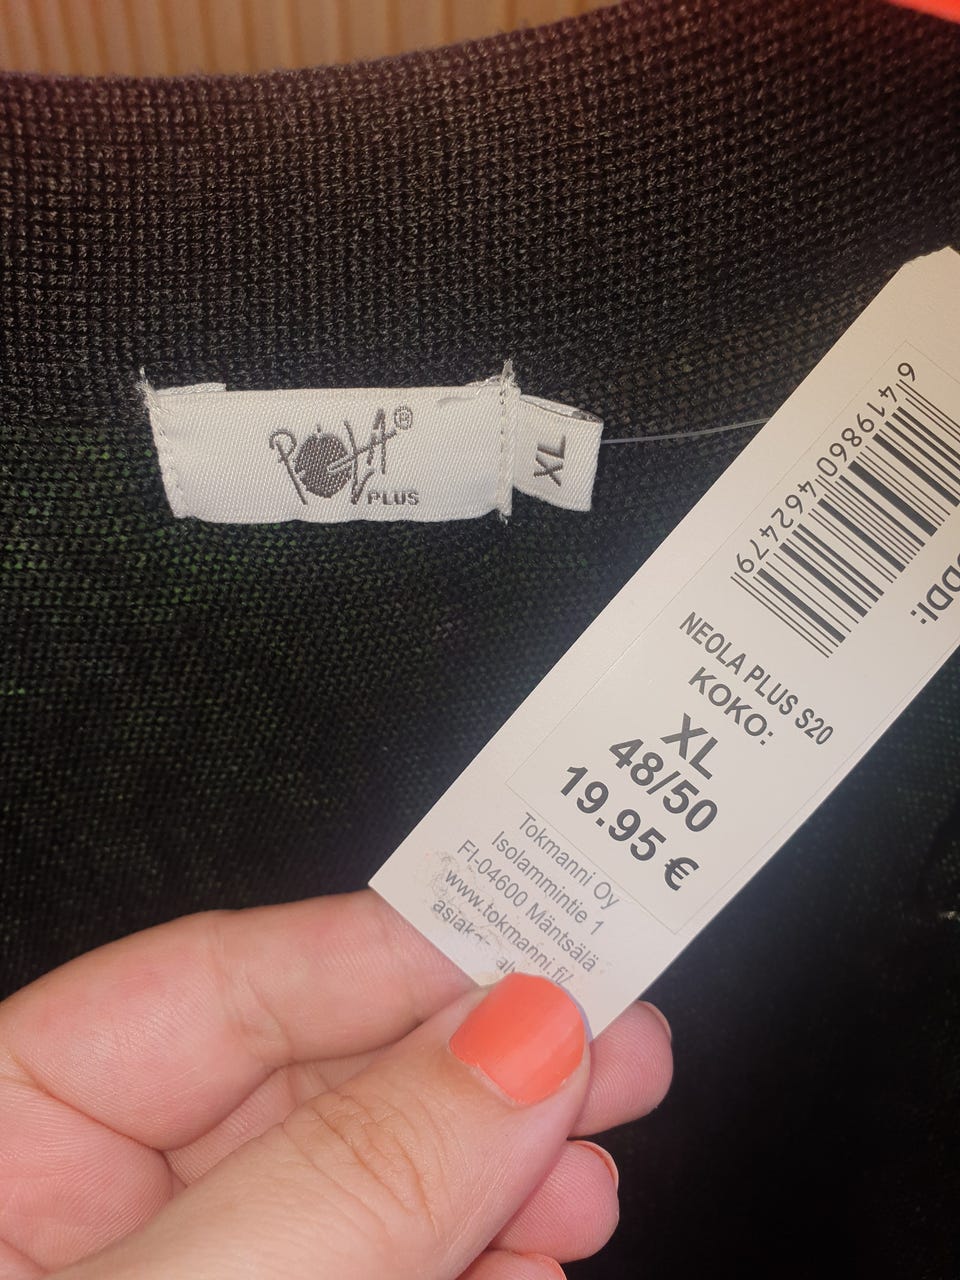 POLA®
PLUS
XL
6419860462479
NEOLA PLUS S20
KOKO:
XL
48/50
19.95 €
Tokmanni Oy
Isolammintie 1
FI-04600 Mäntsälä
www.tokmanni.fi/